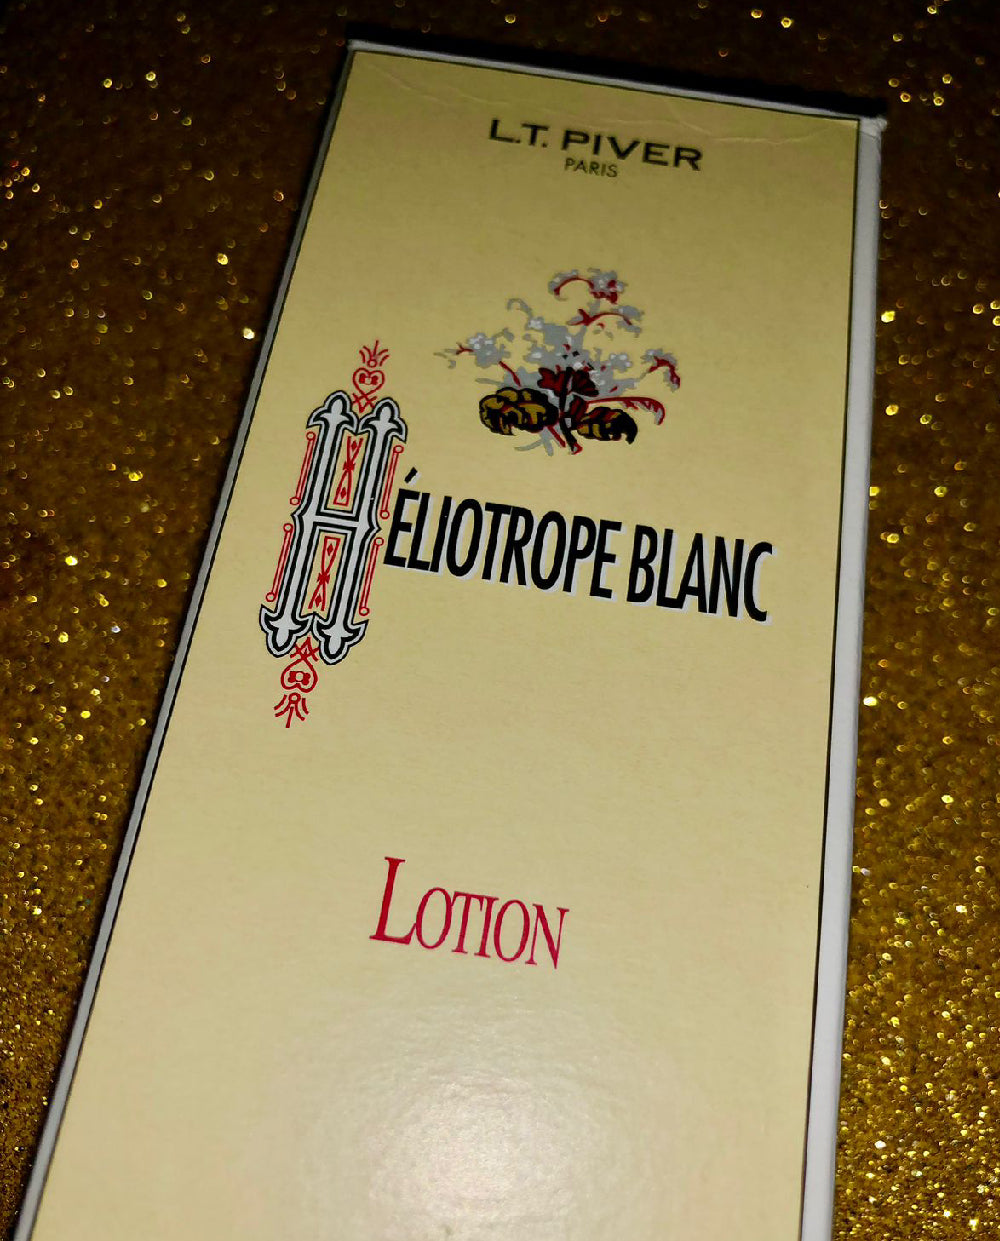 L.T. PIVER
PARIS
HÉLIOTROPE BLANC
LOTION